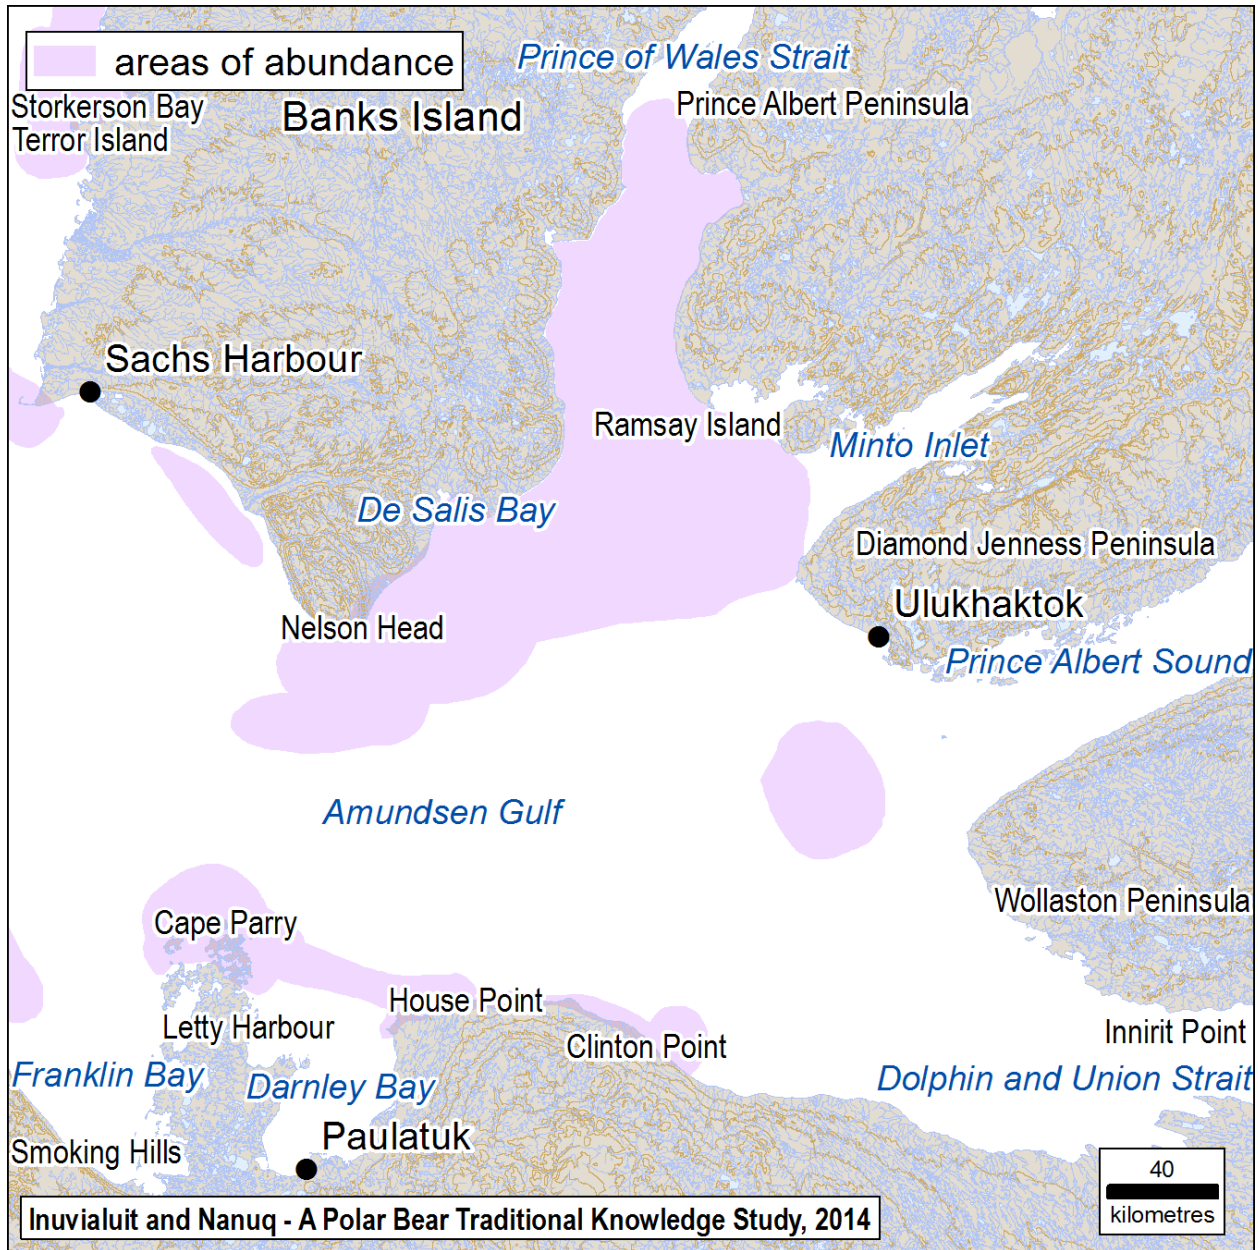 areas of abundance
Prince of Wales Strait
Storkerson Bay
Terror Island
Banks Island
Prince Albert Peninsula
Sachs Harbour
Ramsay Island
Minto Inlet
De Salis Bay
Diamond Jenness Peninsula
Ulukhaktok
Nelson Head
Prince Albert Sound
Amundsen Gulf
Wollaston Peninsula
Cape Parry
House Point
Letty Harbour
Clinton Point
Innirit Point
Franklin Bay
Darnley Bay
Dolphin and Union Strait
Paulatuk
Smoking Hills
40
kilometres
Inuvialuit and Nanuq - A Polar Bear Traditional Knowledge Study, 2014